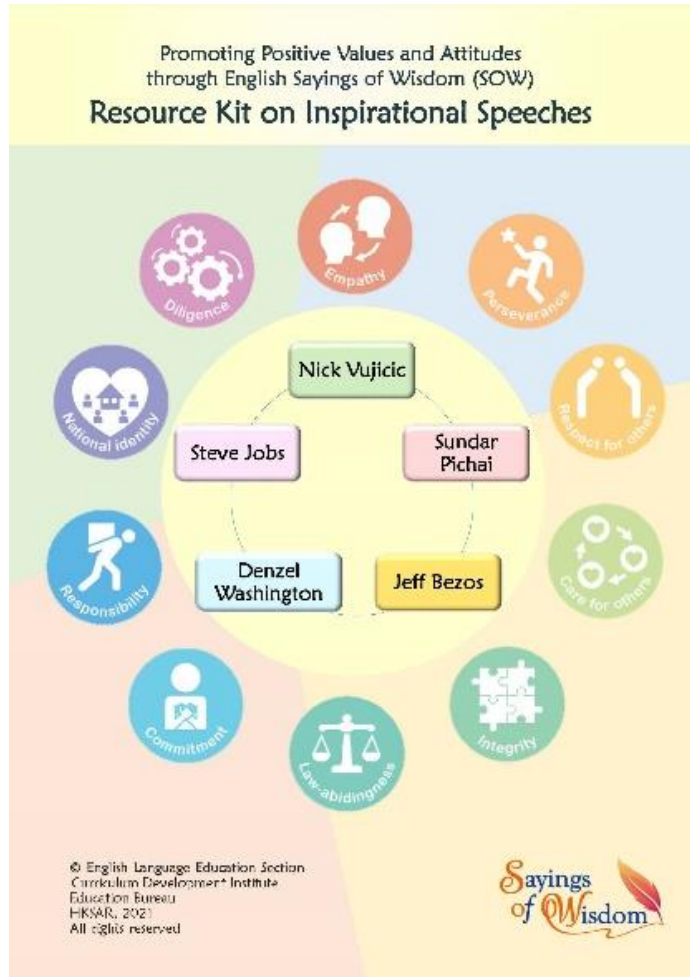 Promoting Positive Values and Attitudes
through English Sayings of Wisdom (SOW)
Resource Kit on Inspirational Speeches
Empathy
Diligence
Perseverance
National identity
Respect for others
Nick Vujicic
Steve Jobs
Sundar
Pichai
Responsibility
Denzel
Washington
Jeff Bezos
Care for others
Commitment
Law-abidingness
Integrity
© English Language Education Section
Curriculum Development Institute
Education Bureau
HKSAR, 2021
All rights reserved
Sayings
of Wisdom